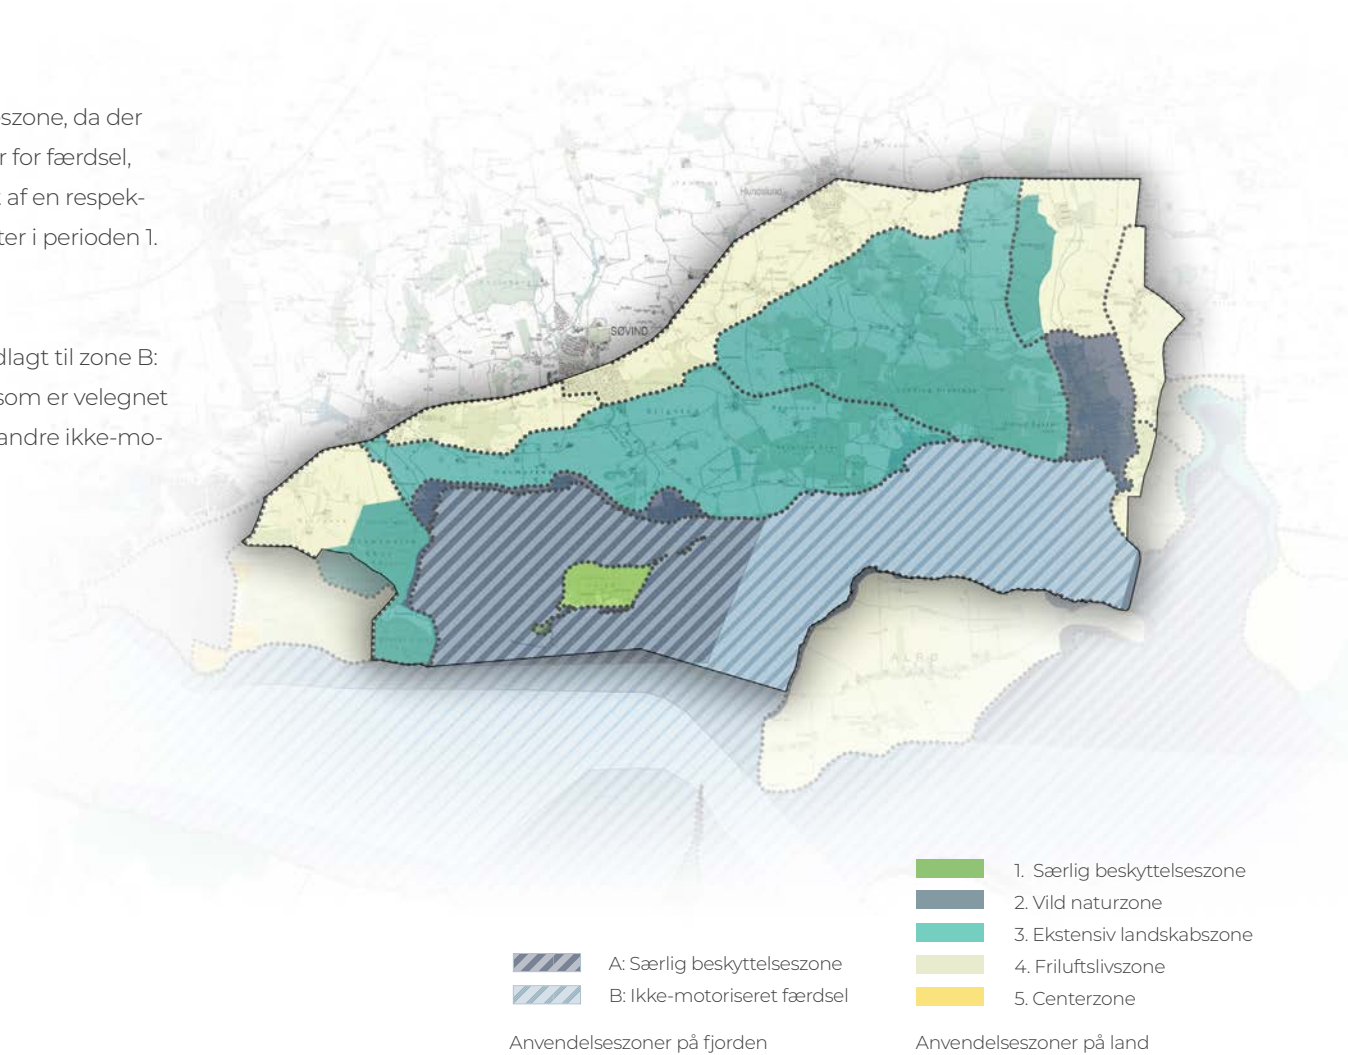 szone, da der
r for færdsel,
af en respek-
ter i perioden 1.
dlagt til zone B:
som er velegnet
andre ikke-mo-
Hundslund
SØVIND
ALRØ
1. Særlig beskyttelseszone
2. Vild naturzone
3. Ekstensiv landskabszone
4. Friluftslivszone
5. Centerzone
Anvendelseszoner på land
A: Særlig beskyttelseszone
B: Ikke-motoriseret færdsel
Anvendelseszoner på fjorden